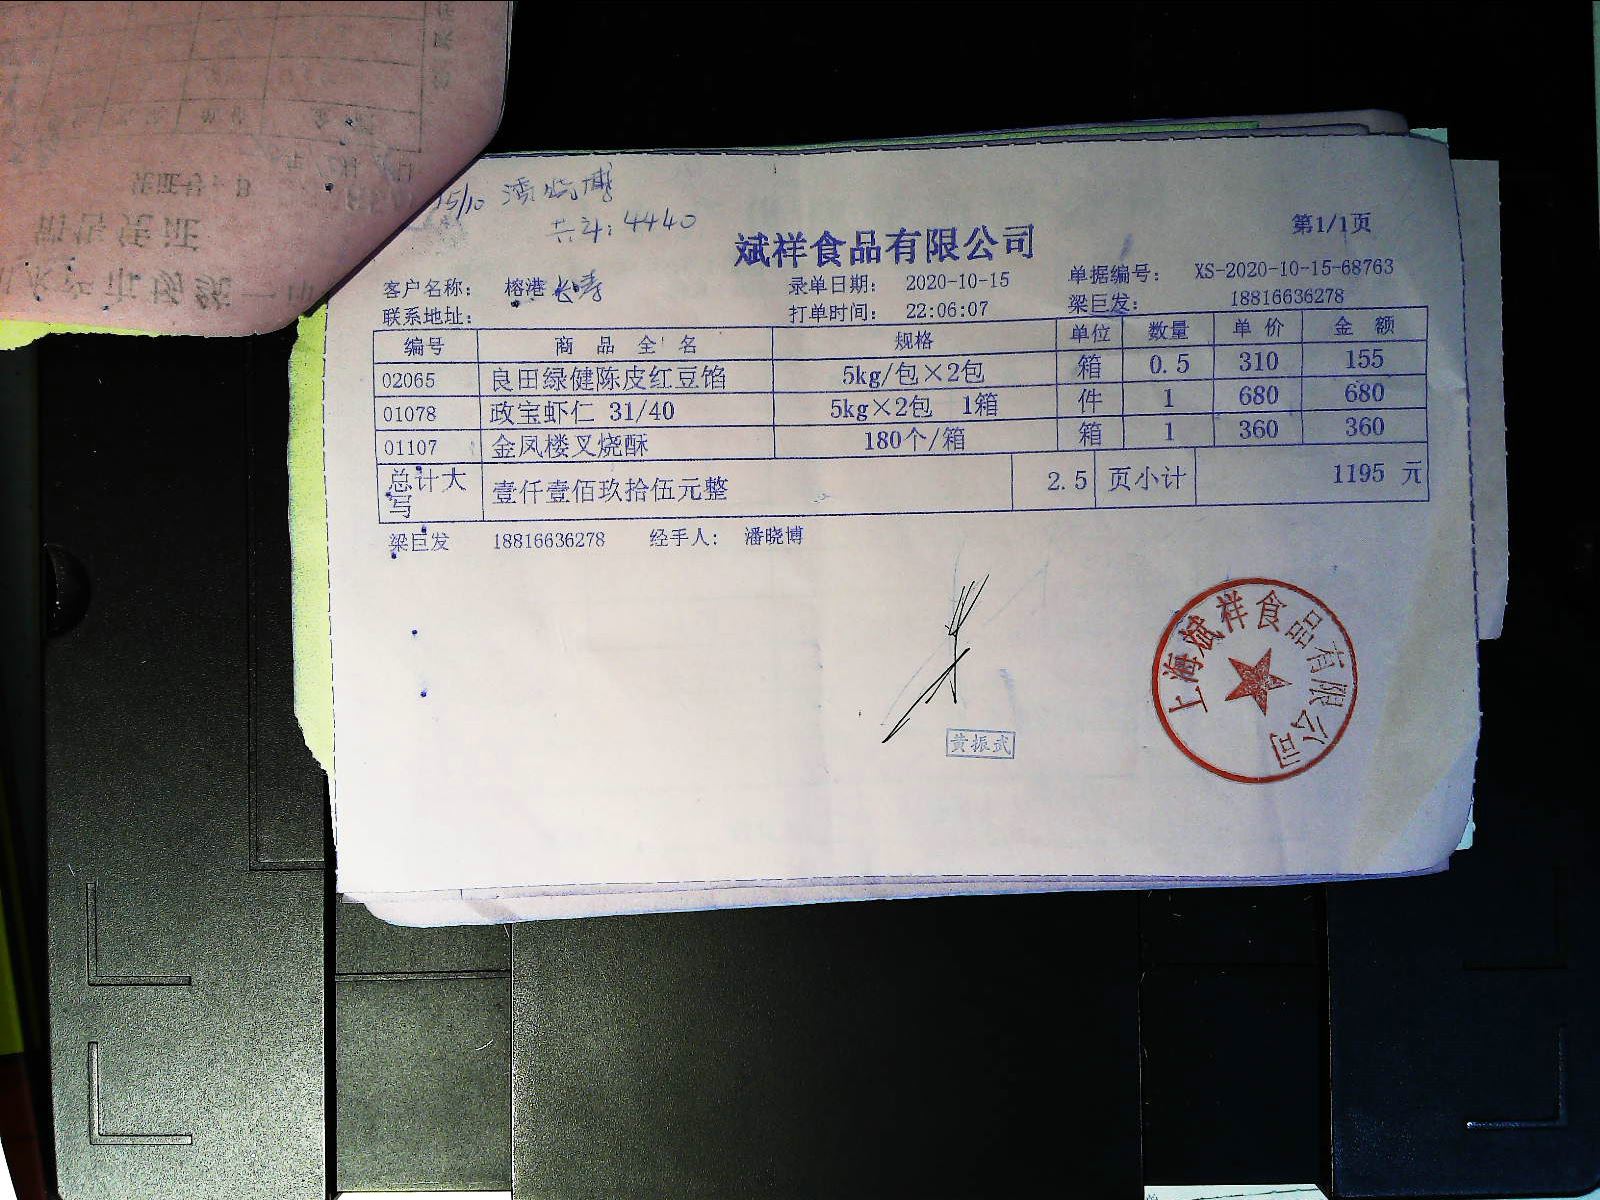 15/10 潘晓博
共计:4440
斌祥食品有限公司
第1/1页
客户名称: 榕港长寿 录单日期: 2020-10-15 单据编号: XS-2020-10-15-68763
联系地址: 打单时间: 22:06:07 梁巨发: 18816636278
编号 商 品 全 名 规格 单位 数量 单 价 金 额
02065 良田绿健陈皮红豆馅 5kg/包×2包 箱 0.5 310 155
01078 政宝虾仁 31/40 5kg×2包 1箱 件 1 680 680
01107 金凤楼叉烧酥 180个/箱 箱 1 360 360
总计大写 壹仟壹佰玖拾伍元整 2.5 页小计 1195 元
梁巨发 18816636278 经手人: 潘晓博
黄振武
上海斌祥食品有限公司